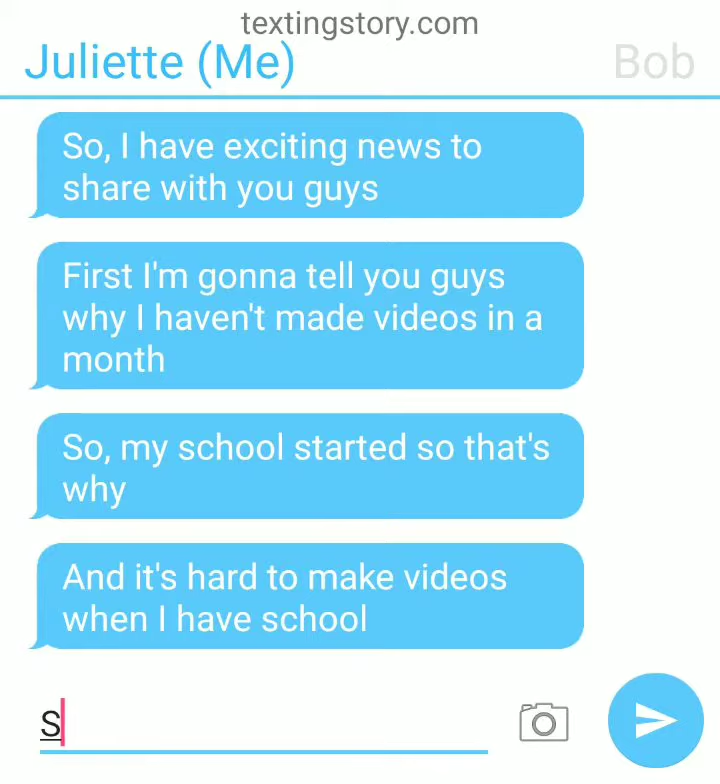 textingstory.com
Juliette (Me)
Bob
So, I have exciting news to
share with you guys
First I'm gonna tell you guys
why I haven't made videos in a
month
So, my school started so that's
why
And it's hard to make videos
when I have school
S